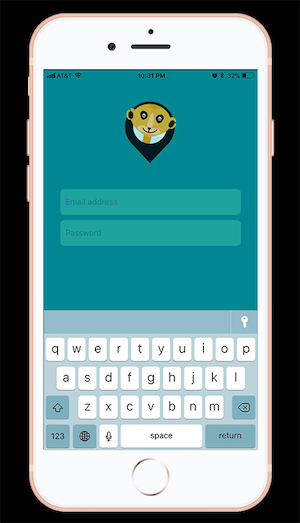 AT&T 10:31 PM 32%
Email address
Password
q w e r t y u i o p
a s d f g h j k l
z x c v b n m
123 space return